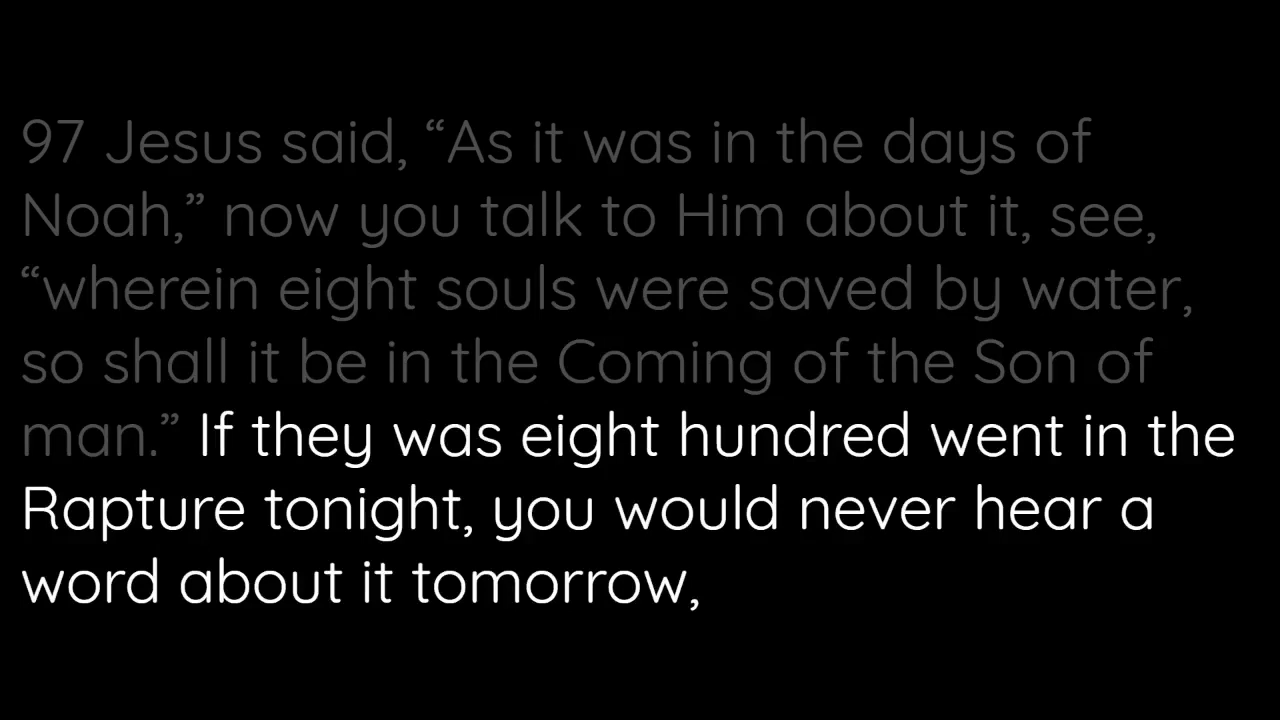 97 Jesus said, “As it was in the days of
Noah,” now you talk to Him about it, see,
“wherein eight souls were saved by water,
so shall it be in the Coming of the Son of
man.” If they was eight hundred went in the
Rapture tonight, you would never hear a
word about it tomorrow,